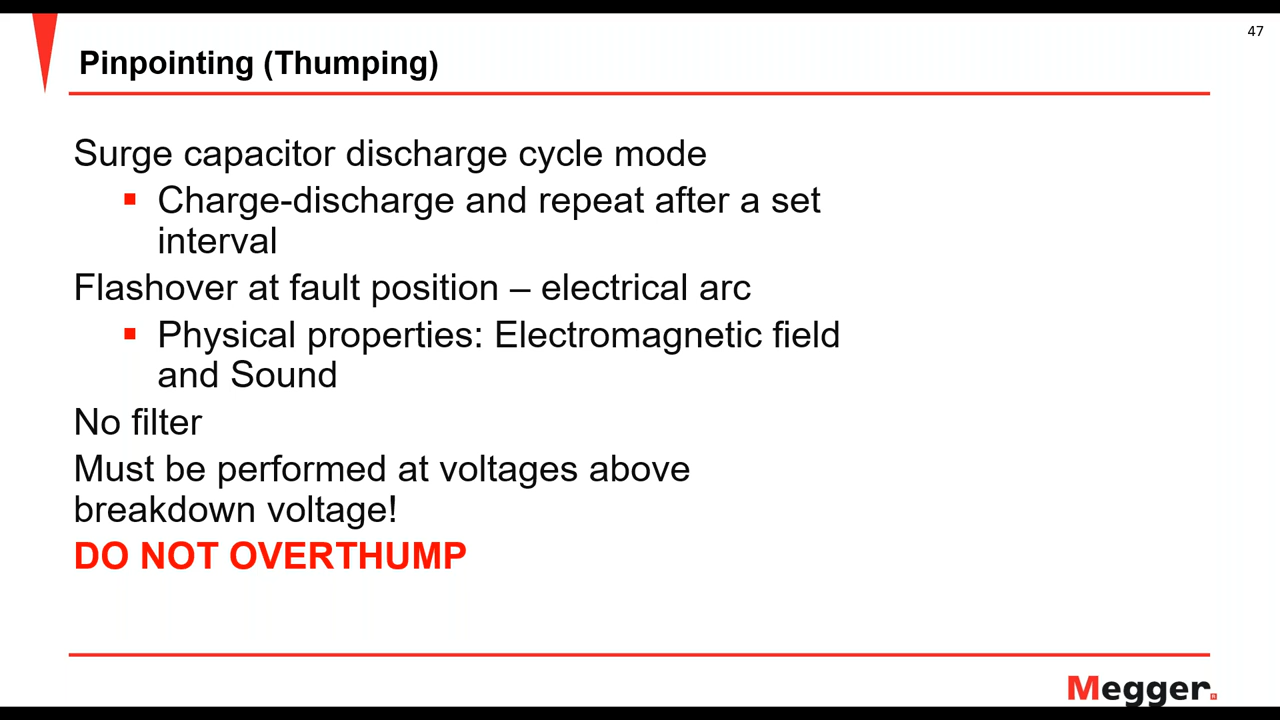 47
Pinpointing (Thumping)
Surge capacitor discharge cycle mode
▪ Charge-discharge and repeat after a set
interval
Flashover at fault position – electrical arc
▪ Physical properties: Electromagnetic field
and Sound
No filter
Must be performed at voltages above
breakdown voltage!
DO NOT OVERTHUMP
Megger.